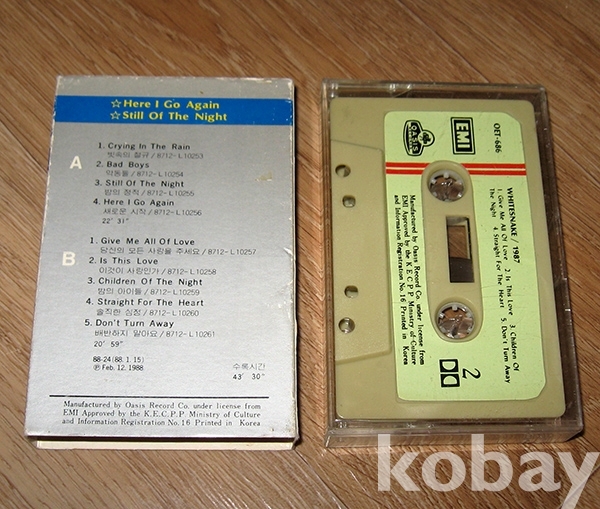 ☆Here I Go Again
☆Still Of The Night
A
1. Crying In The Rain
빗속의 절규/8712-L10253
2. Bad Boys
악동들/8712-L10254
3. Still Of The Night
밤의 정적/8712-L10255
4. Here I Go Again
새로운 시작/8712-L10256
22′ 31″
B
1. Give Me All Of Love
당신의 모든 사랑을 주세요/8712-L10257
2. Is This Love
이것이 사랑인가/8712-L10258
3. Children Of The Night
밤의 아이들/8712-L10259
4. Straight For The Heart
솔직한 심정/8712-L10260
5. Don't Turn Away
배반하지 말아요/8712-L10261
20′ 59″
88-24(88. 1. 15)
℗ Feb. 12. 1988
수록시간
43′ 30″
Manufactured by Oasis Record Co. under license from
EMI Approved by the K.E.C.P.P Ministry of Culture
and Information Registration No. 16 Printed in Korea
OET-686
EMI
OASIS
WHITESNAKE / 1987
1. Give Me All Of Love 2. Is This Love 3. Children Of
The Night 4. Straight For The Heart 5. Don't Turn Away
2
Manufactured by Oasis Record Co. under license from
EMI Approved by the K.E.C.P.P Ministry of Culture
and Information Registration No. 16 Printed in Korea
kobay